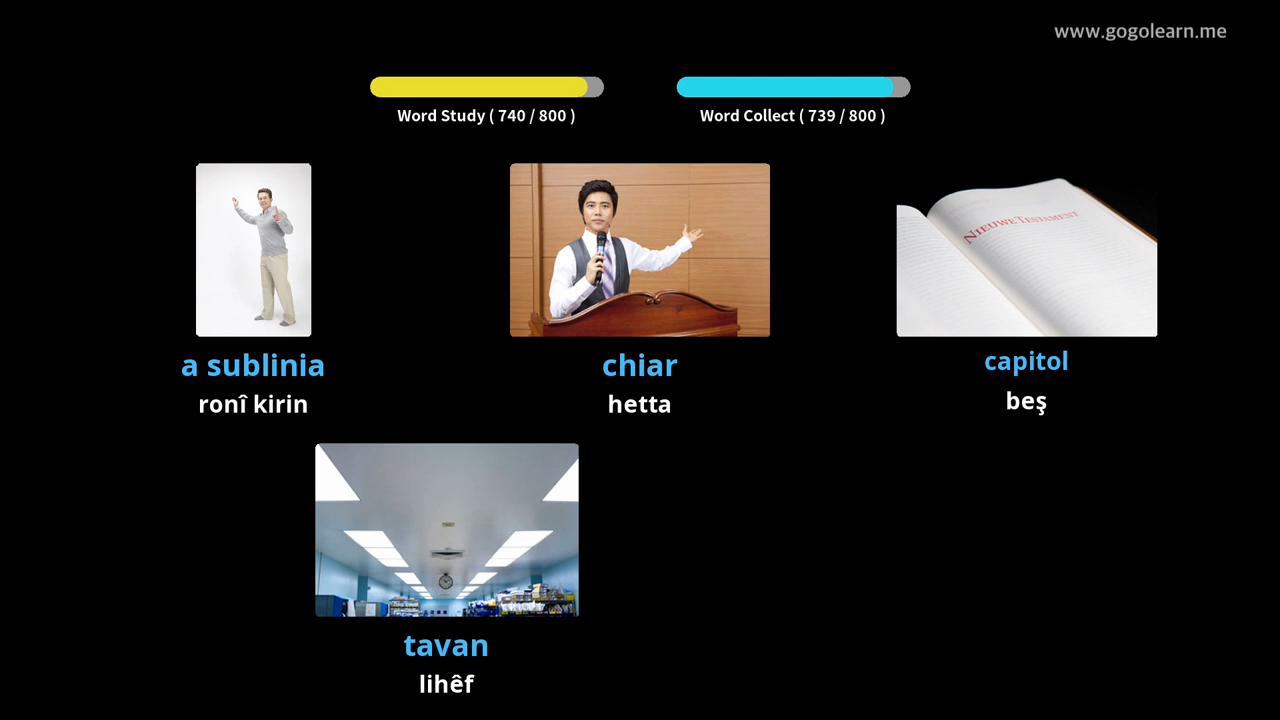 www.gogolearn.me
Word Study ( 740 / 800 )
Word Collect ( 739 / 800 )
NIEUWE TESTAMENT
a sublinia
ronî kirin
chiar
hetta
capitol
beş
tavan
lihêf